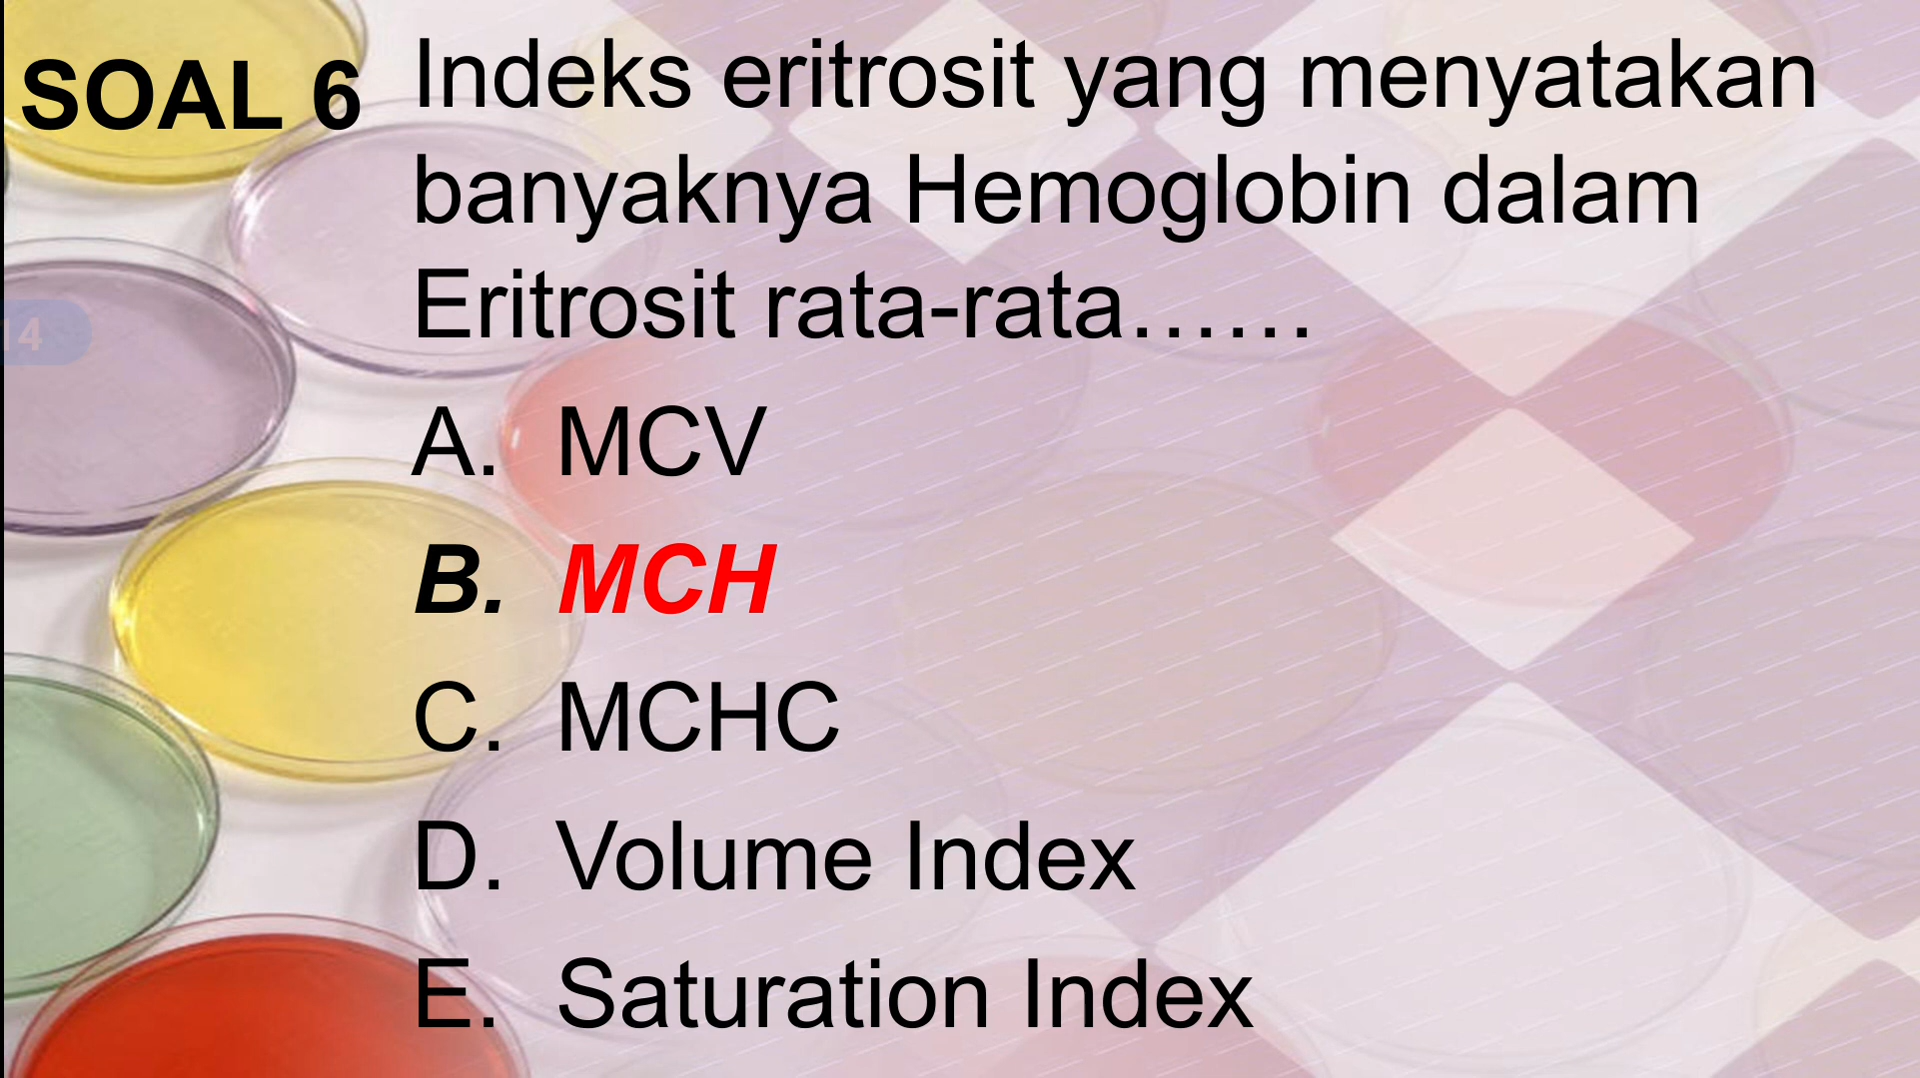 SOAL 6
Indeks eritrosit yang menyatakan
banyaknya Hemoglobin dalam
Eritrosit rata-rata......
A. MCV
B. MCH
C. MCHC
D. Volume Index
E. Saturation Index
14